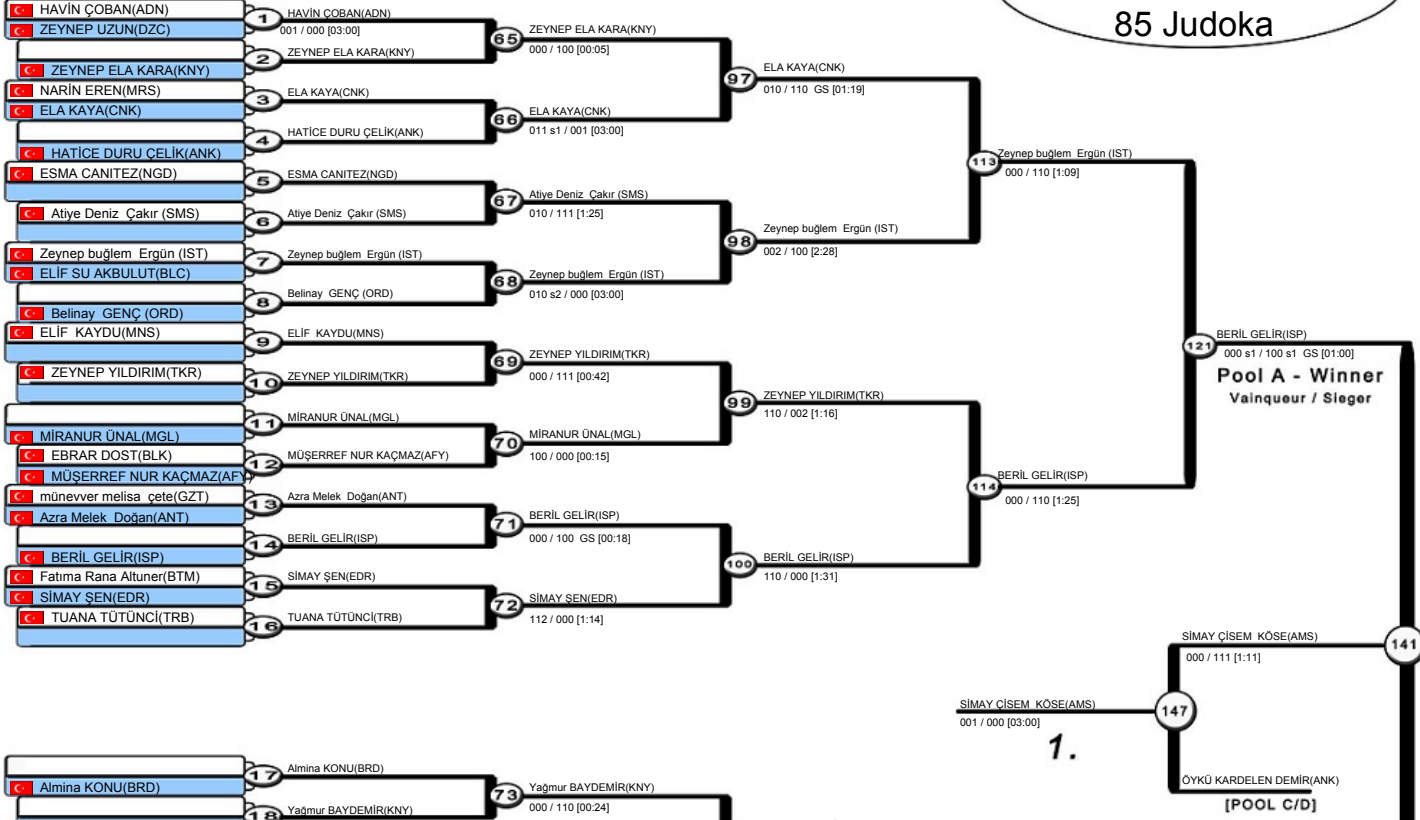 85 Judoka
HAVİN ÇOBAN(ADN)
ZEYNEP UZUN(DZC)
ZEYNEP ELA KARA(KNY)
NARİN EREN(MRS)
ELA KAYA(CNK)
HATİCE DURU ÇELİK(ANK)
ESMA CANITEZ(NGD)
Atiye Deniz Çakır (SMS)
Zeynep buğlem Ergün (IST)
ELİF SU AKBULUT(BLC)
Belinay GENÇ (ORD)
ELİF KAYDU(MNS)
ZEYNEP YILDIRIM(TKR)
MİRANUR ÜNAL(MGL)
EBRAR DOST(BLK)
MÜŞERREF NUR KAÇMAZ(AFY)
münevver melisa çete(GZT)
Azra Melek Doğan(ANT)
BERİL GELİR(ISP)
Fatıma Rana Altuner(BTM)
SİMAY ŞEN(EDR)
TUANA TÜTÜNCİ(TRB)
1
HAVİN ÇOBAN(ADN)
001 / 000 [03:00]
2
ZEYNEP ELA KARA(KNY)
3
ELA KAYA(CNK)
4
HATİCE DURU ÇELİK(ANK)
5
ESMA CANITEZ(NGD)
6
Atiye Deniz Çakır (SMS)
7
Zeynep buğlem Ergün (IST)
8
Belinay GENÇ (ORD)
9
ELİF KAYDU(MNS)
10
ZEYNEP YILDIRIM(TKR)
11
MİRANUR ÜNAL(MGL)
12
MÜŞERREF NUR KAÇMAZ(AFY)
13
Azra Melek Doğan(ANT)
14
BERİL GELİR(ISP)
15
SİMAY ŞEN(EDR)
16
TUANA TÜTÜNCİ(TRB)
65
ZEYNEP ELA KARA(KNY)
000 / 100 [00:05]
66
ELA KAYA(CNK)
011 s1 / 001 [03:00]
67
Atiye Deniz Çakır (SMS)
010 / 111 [1:25]
68
Zeynep buğlem Ergün (IST)
010 s2 / 000 [03:00]
69
ZEYNEP YILDIRIM(TKR)
000 / 111 [00:42]
70
MİRANUR ÜNAL(MGL)
100 / 000 [00:15]
71
BERİL GELİR(ISP)
000 / 100 GS [00:18]
72
SİMAY ŞEN(EDR)
112 / 000 [1:14]
97
ELA KAYA(CNK)
010 / 110 GS [01:19]
98
Zeynep buğlem Ergün (IST)
002 / 100 [2:28]
99
ZEYNEP YILDIRIM(TKR)
110 / 002 [1:16]
100
BERİL GELİR(ISP)
110 / 000 [1:31]
113
Zeynep buğlem Ergün (IST)
000 / 110 [1:09]
114
BERİL GELİR(ISP)
000 / 110 [1:25]
121
BERİL GELİR(ISP)
000 s1 / 100 s1 GS [01:00]
Pool A - Winner
Vainqueur / Sieger
141
SİMAY ÇİSEM KÖSE(AMS)
000 / 111 [1:11]
147
SİMAY ÇİSEM KÖSE(AMS)
001 / 000 [03:00]
1.
ÖYKÜ KARDELEN DEMİR(ANK)
[POOL C/D]
Almina KONU(BRD)
17
Almina KONU(BRD)
18
Yağmur BAYDEMİR(KNY)
73
Yağmur BAYDEMİR(KNY)
000 / 110 [00:24]